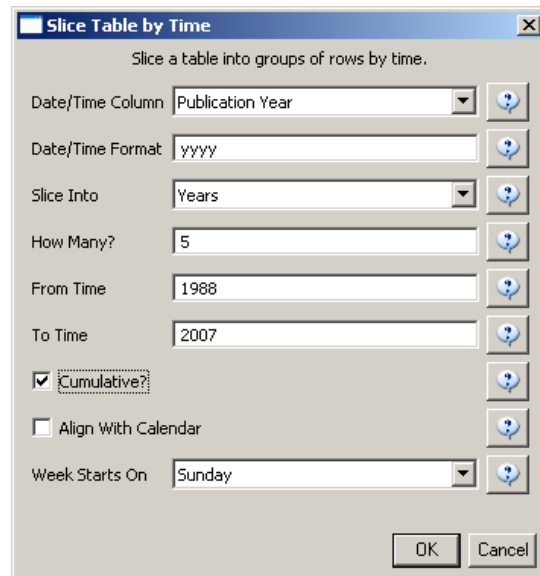 Slice Table by Time
Slice a table into groups of rows by time.
Date/Time Column Publication Year
Date/Time Format yyyy
Slice Into Years
How Many? 5
From Time 1988
To Time 2007
Cumulative?
Align With Calendar
Week Starts On Sunday
OK Cancel